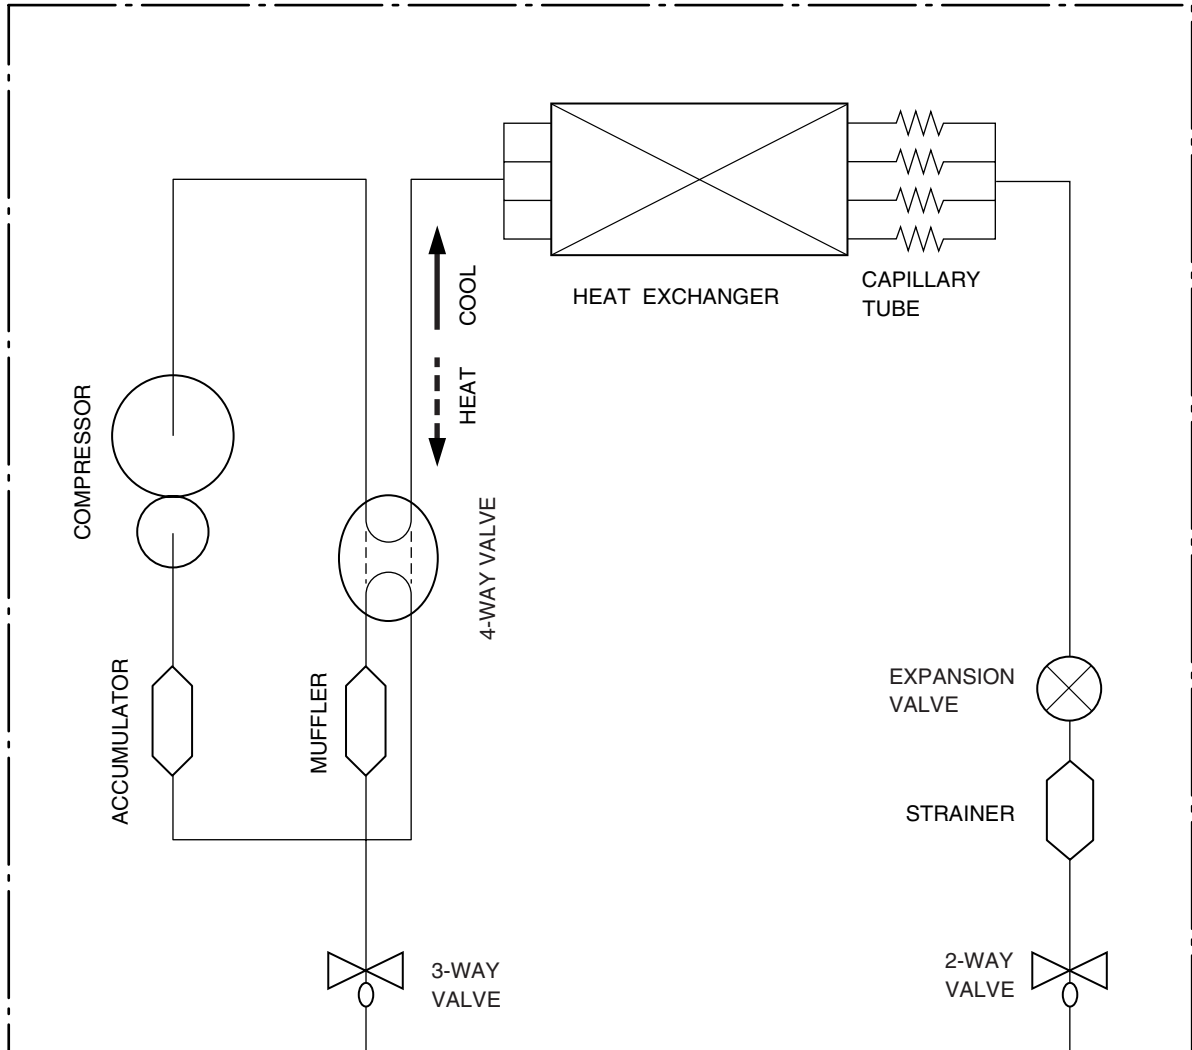 HEAT EXCHANGER
CAPILLARY
TUBE
COOL
HEAT
COMPRESSOR
4-WAY VALVE
ACCUMULATOR
MUFFLER
EXPANSION
VALVE
STRAINER
3-WAY
VALVE
2-WAY
VALVE